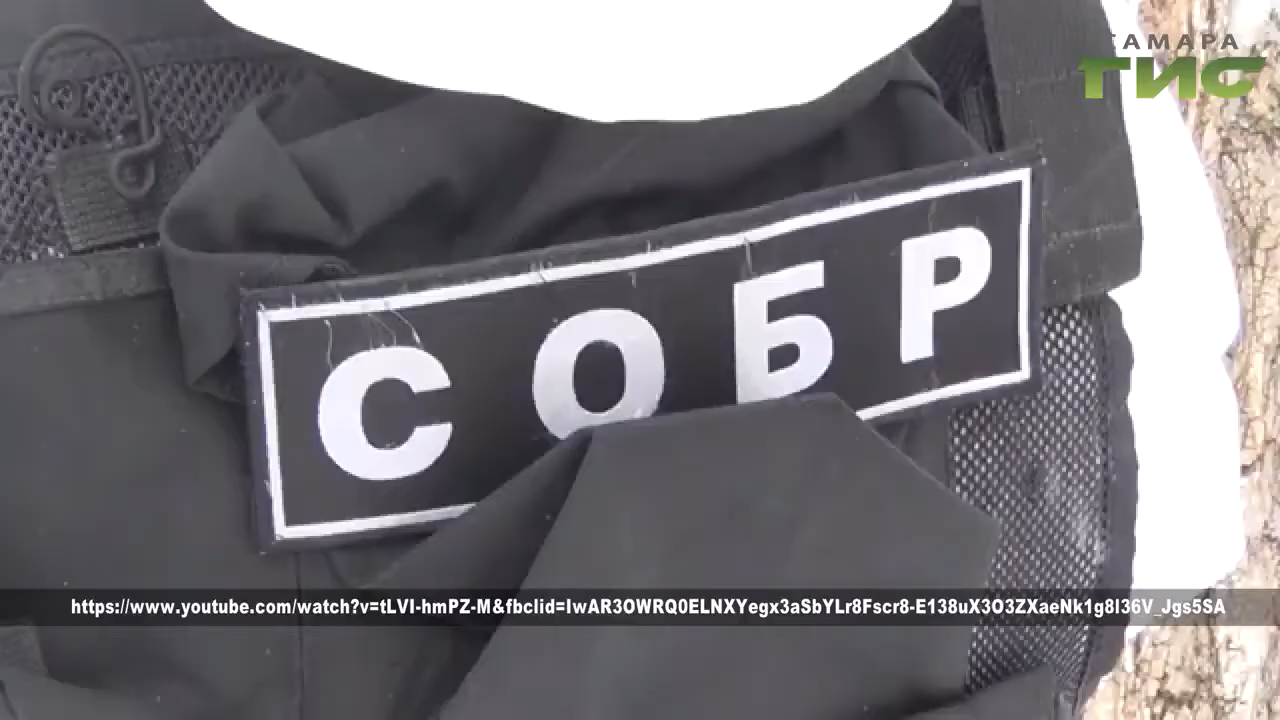 САМАРА
ТИС
СОБР
https://www.youtube.com/watch?v=tLVI-hmPZ-M&fbclid=IwAR3OWRQ0ELNXYegx3aSbYLr8Fscr8-E138uX3O3ZXaeNk1g8l36V_Jgs5SA